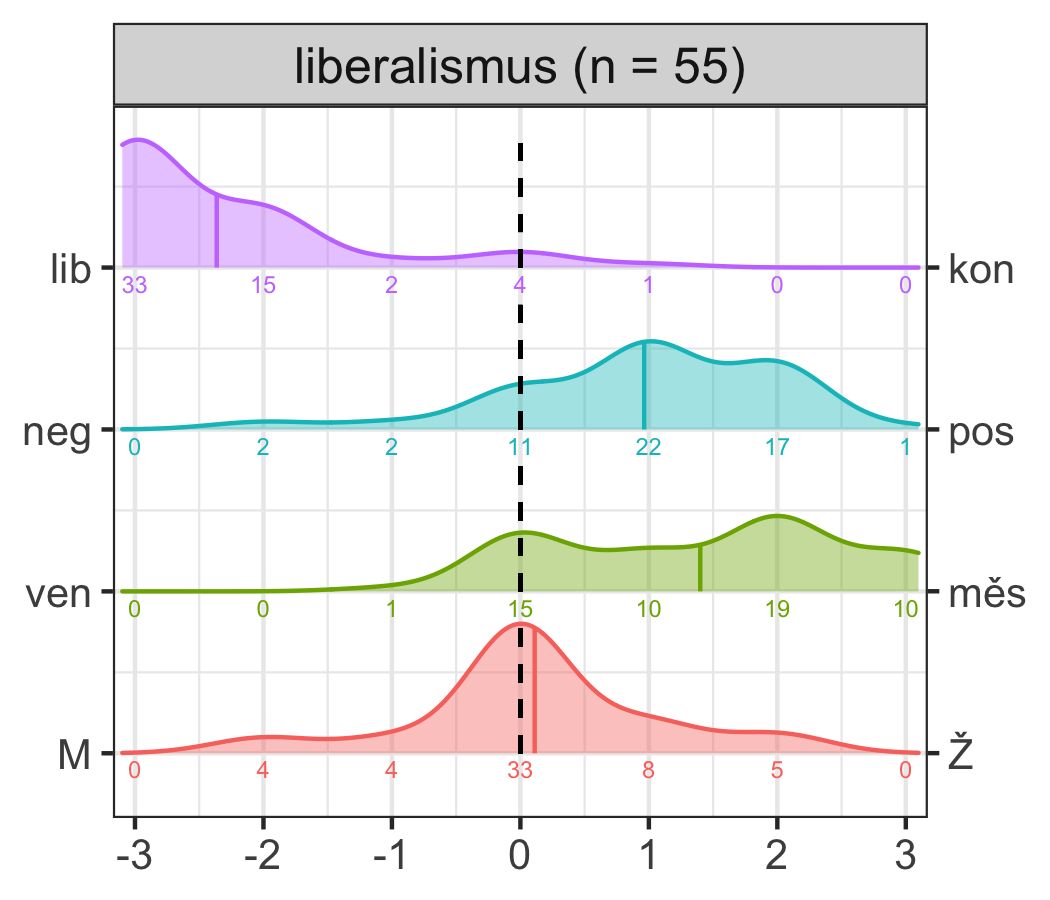 liberalismus (n = 55)
lib kon
33 15 2 4 1 0 0
neg pos
0 2 2 11 22 17 1
ven měs
0 0 1 15 10 19 10
M Ž
0 4 4 33 8 5 0
-3 -2 -1 0 1 2 3